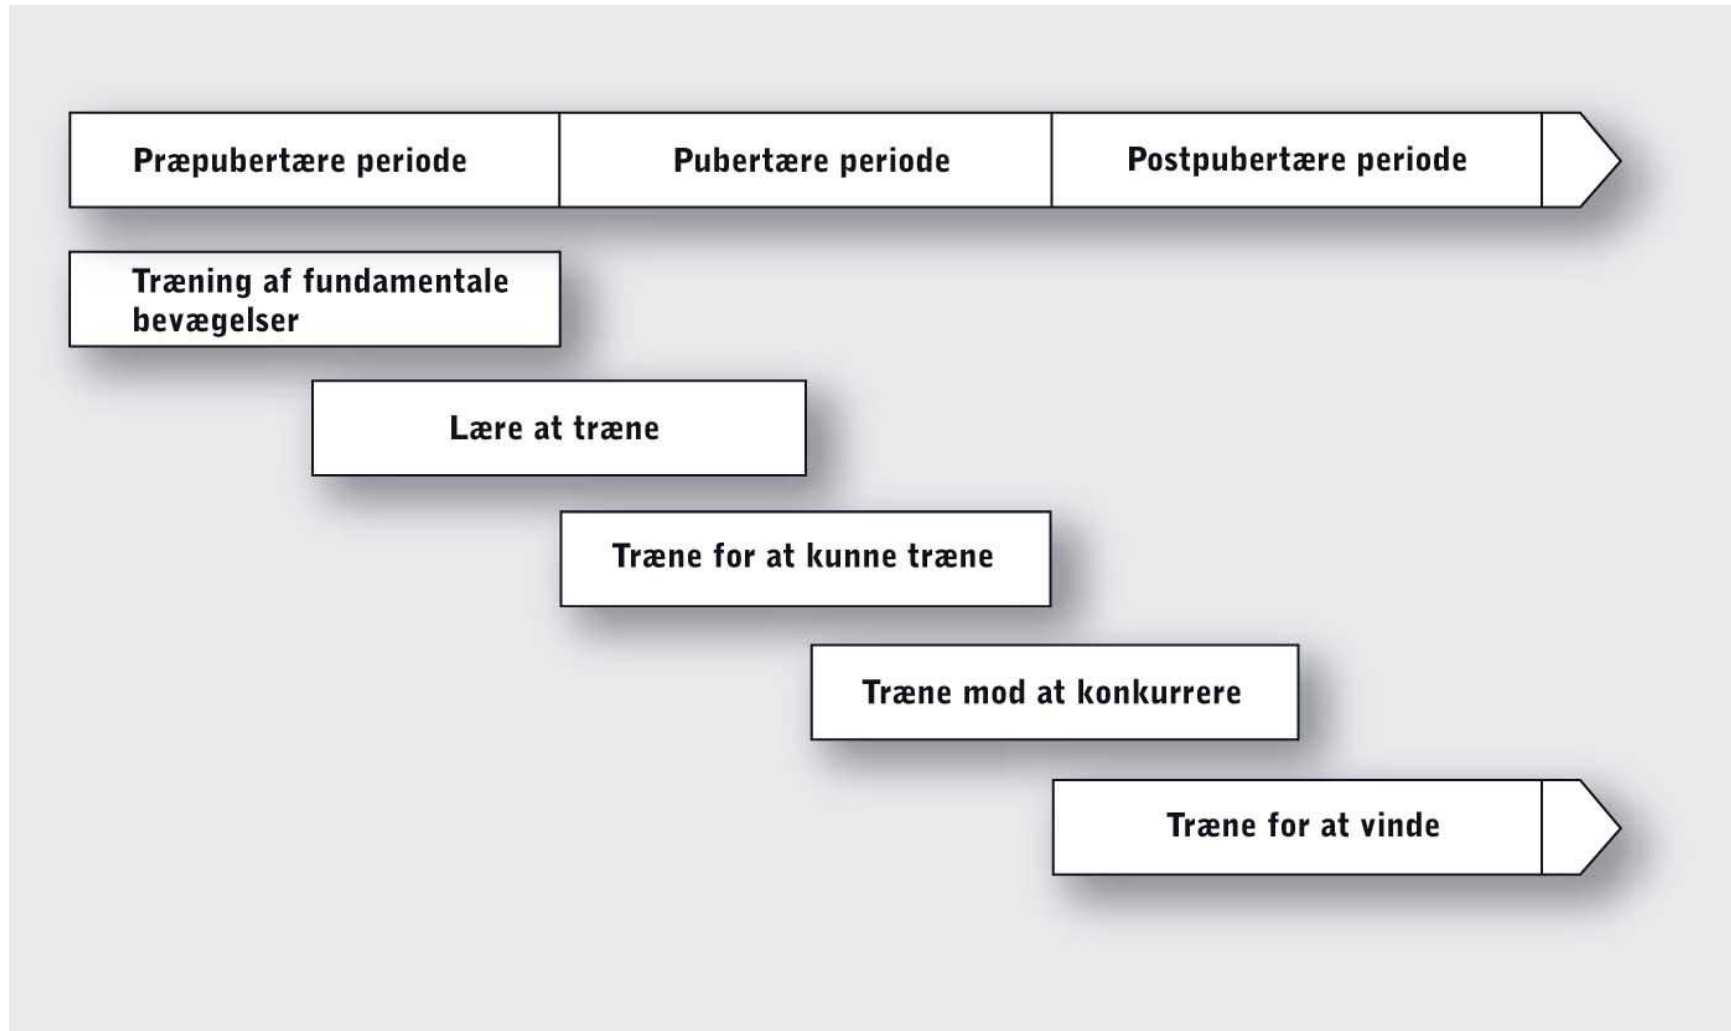 Præpubertære periode
Pubertære periode
Postpubertære periode
Træning af fundamentale
bevægelser
Lære at træne
Træne for at kunne træne
Træne mod at konkurrere
Træne for at vinde